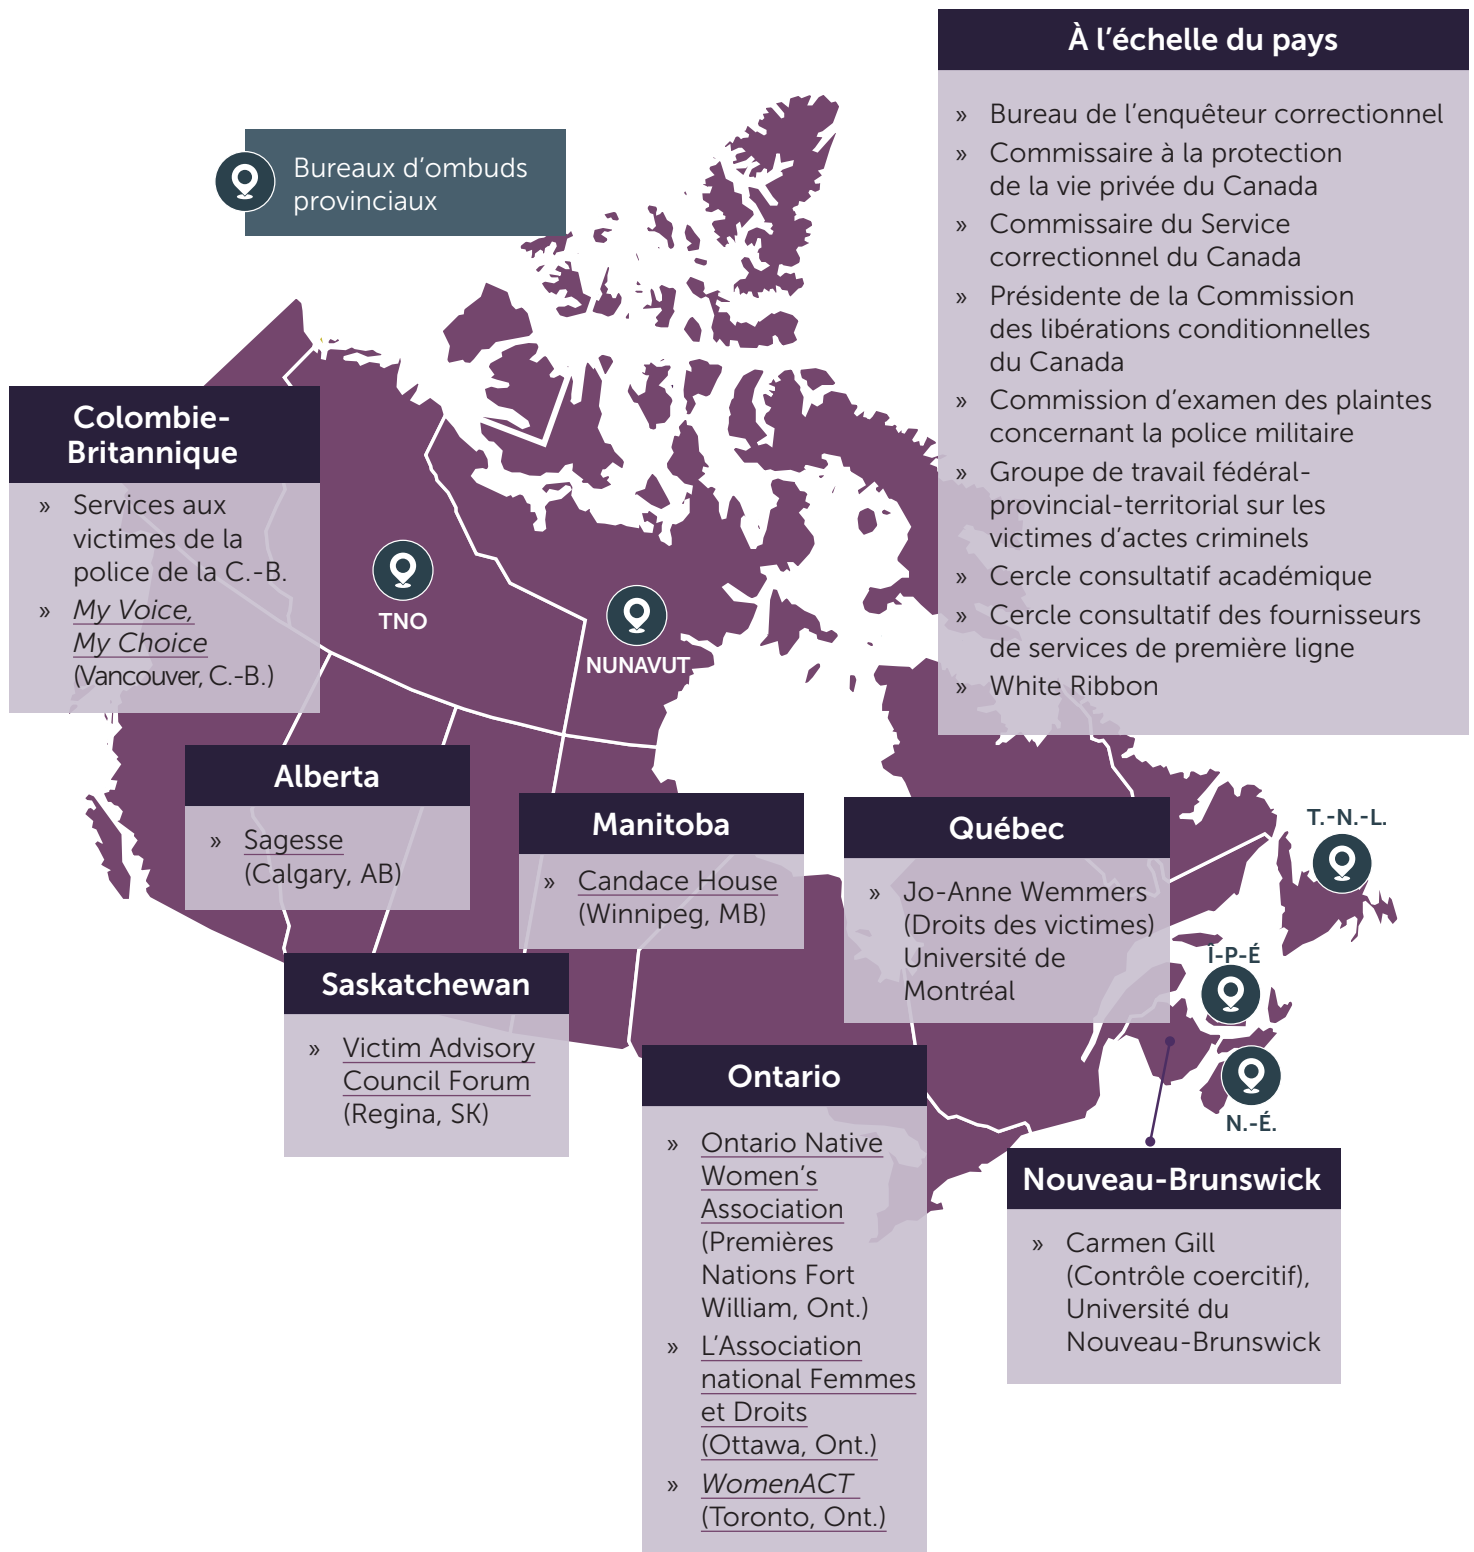 À l'échelle du pays
» Bureau de l'enquêteur correctionnel
» Commissaire à la protection
de la vie privée du Canada
» Commissaire du Service
correctionnel du Canada
» Présidente de la Commission
des libérations conditionnelles
du Canada
» Commission d'examen des plaintes
concernant la police militaire
» Groupe de travail fédéral-
provincial-territorial sur les
victimes d'actes criminels
» Cercle consultatif académique
» Cercle consultatif des fournisseurs
de services de première ligne
» White Ribbon
Bureaux d'ombuds
provinciaux
Colombie-
Britannique
» Services aux
victimes de la
police de la C.-B.
» My Voice,
My Choice
(Vancouver, C.-B.)
TNO
NUNAVUT
Alberta
» Sagesse
(Calgary, AB)
Manitoba
» Candace House
(Winnipeg, MB)
Québec
» Jo-Anne Wemmers
(Droits des victimes)
Université de
Montréal
T.-N.-L.
Î-P-É
N.-É.
Saskatchewan
» Victim Advisory
Council Forum
(Regina, SK)
Ontario
» Ontario Native
Women's
Association
(Premières
Nations Fort
William, Ont.)
» L'Association
national Femmes
et Droits
(Ottawa, Ont.)
» WomenACT
(Toronto, Ont.)
Nouveau-Brunswick
» Carmen Gill
(Contrôle coercitif),
Université du
Nouveau-Brunswick